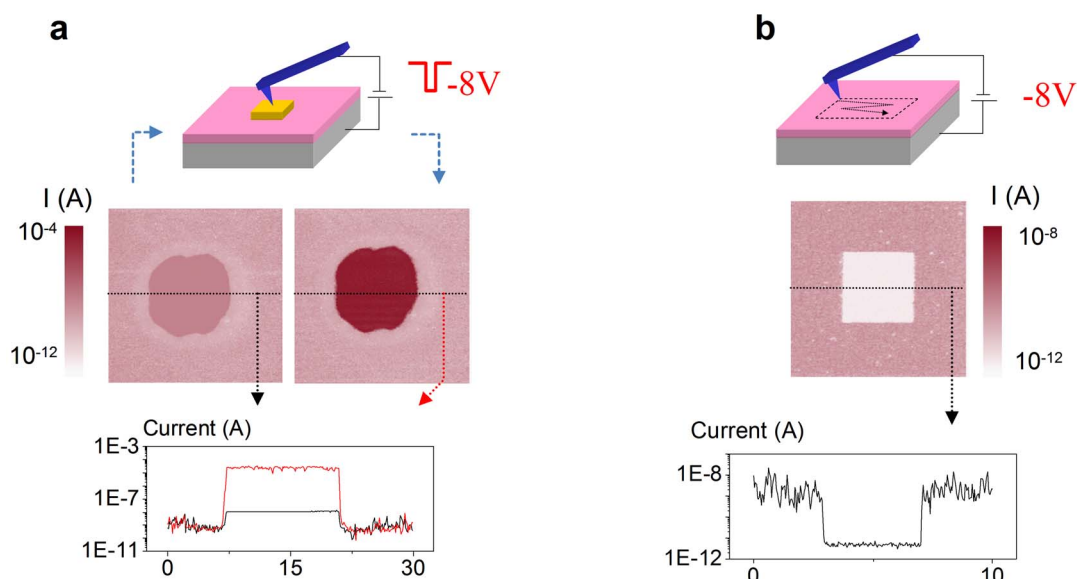 a
-8V
I (A)
10-4
10-12
Current (A)
1E-3
1E-7
1E-11
0
15
30
b
-8V
I (A)
10-8
10-12
Current (A)
1E-8
1E-12
0
10